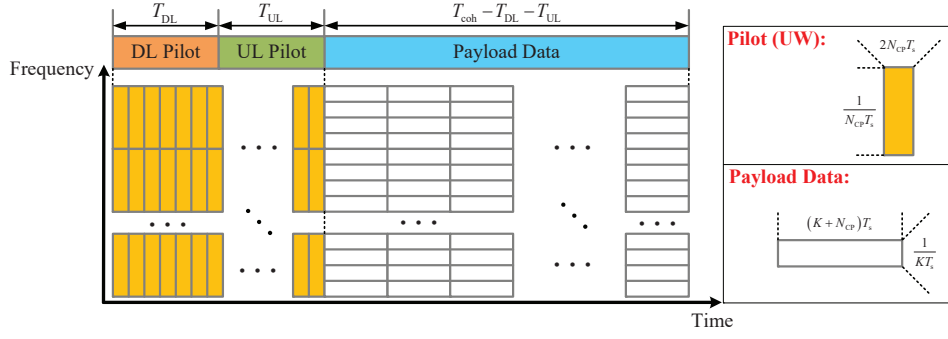 T_DL T_UL T_coh − T_DL − T_UL
DL Pilot UL Pilot Payload Data
Frequency
Time
Pilot (UW):
2N_CP T_s
1/(N_CP T_s)
Payload Data:
(K + N_CP)T_s
1/(KT_s)